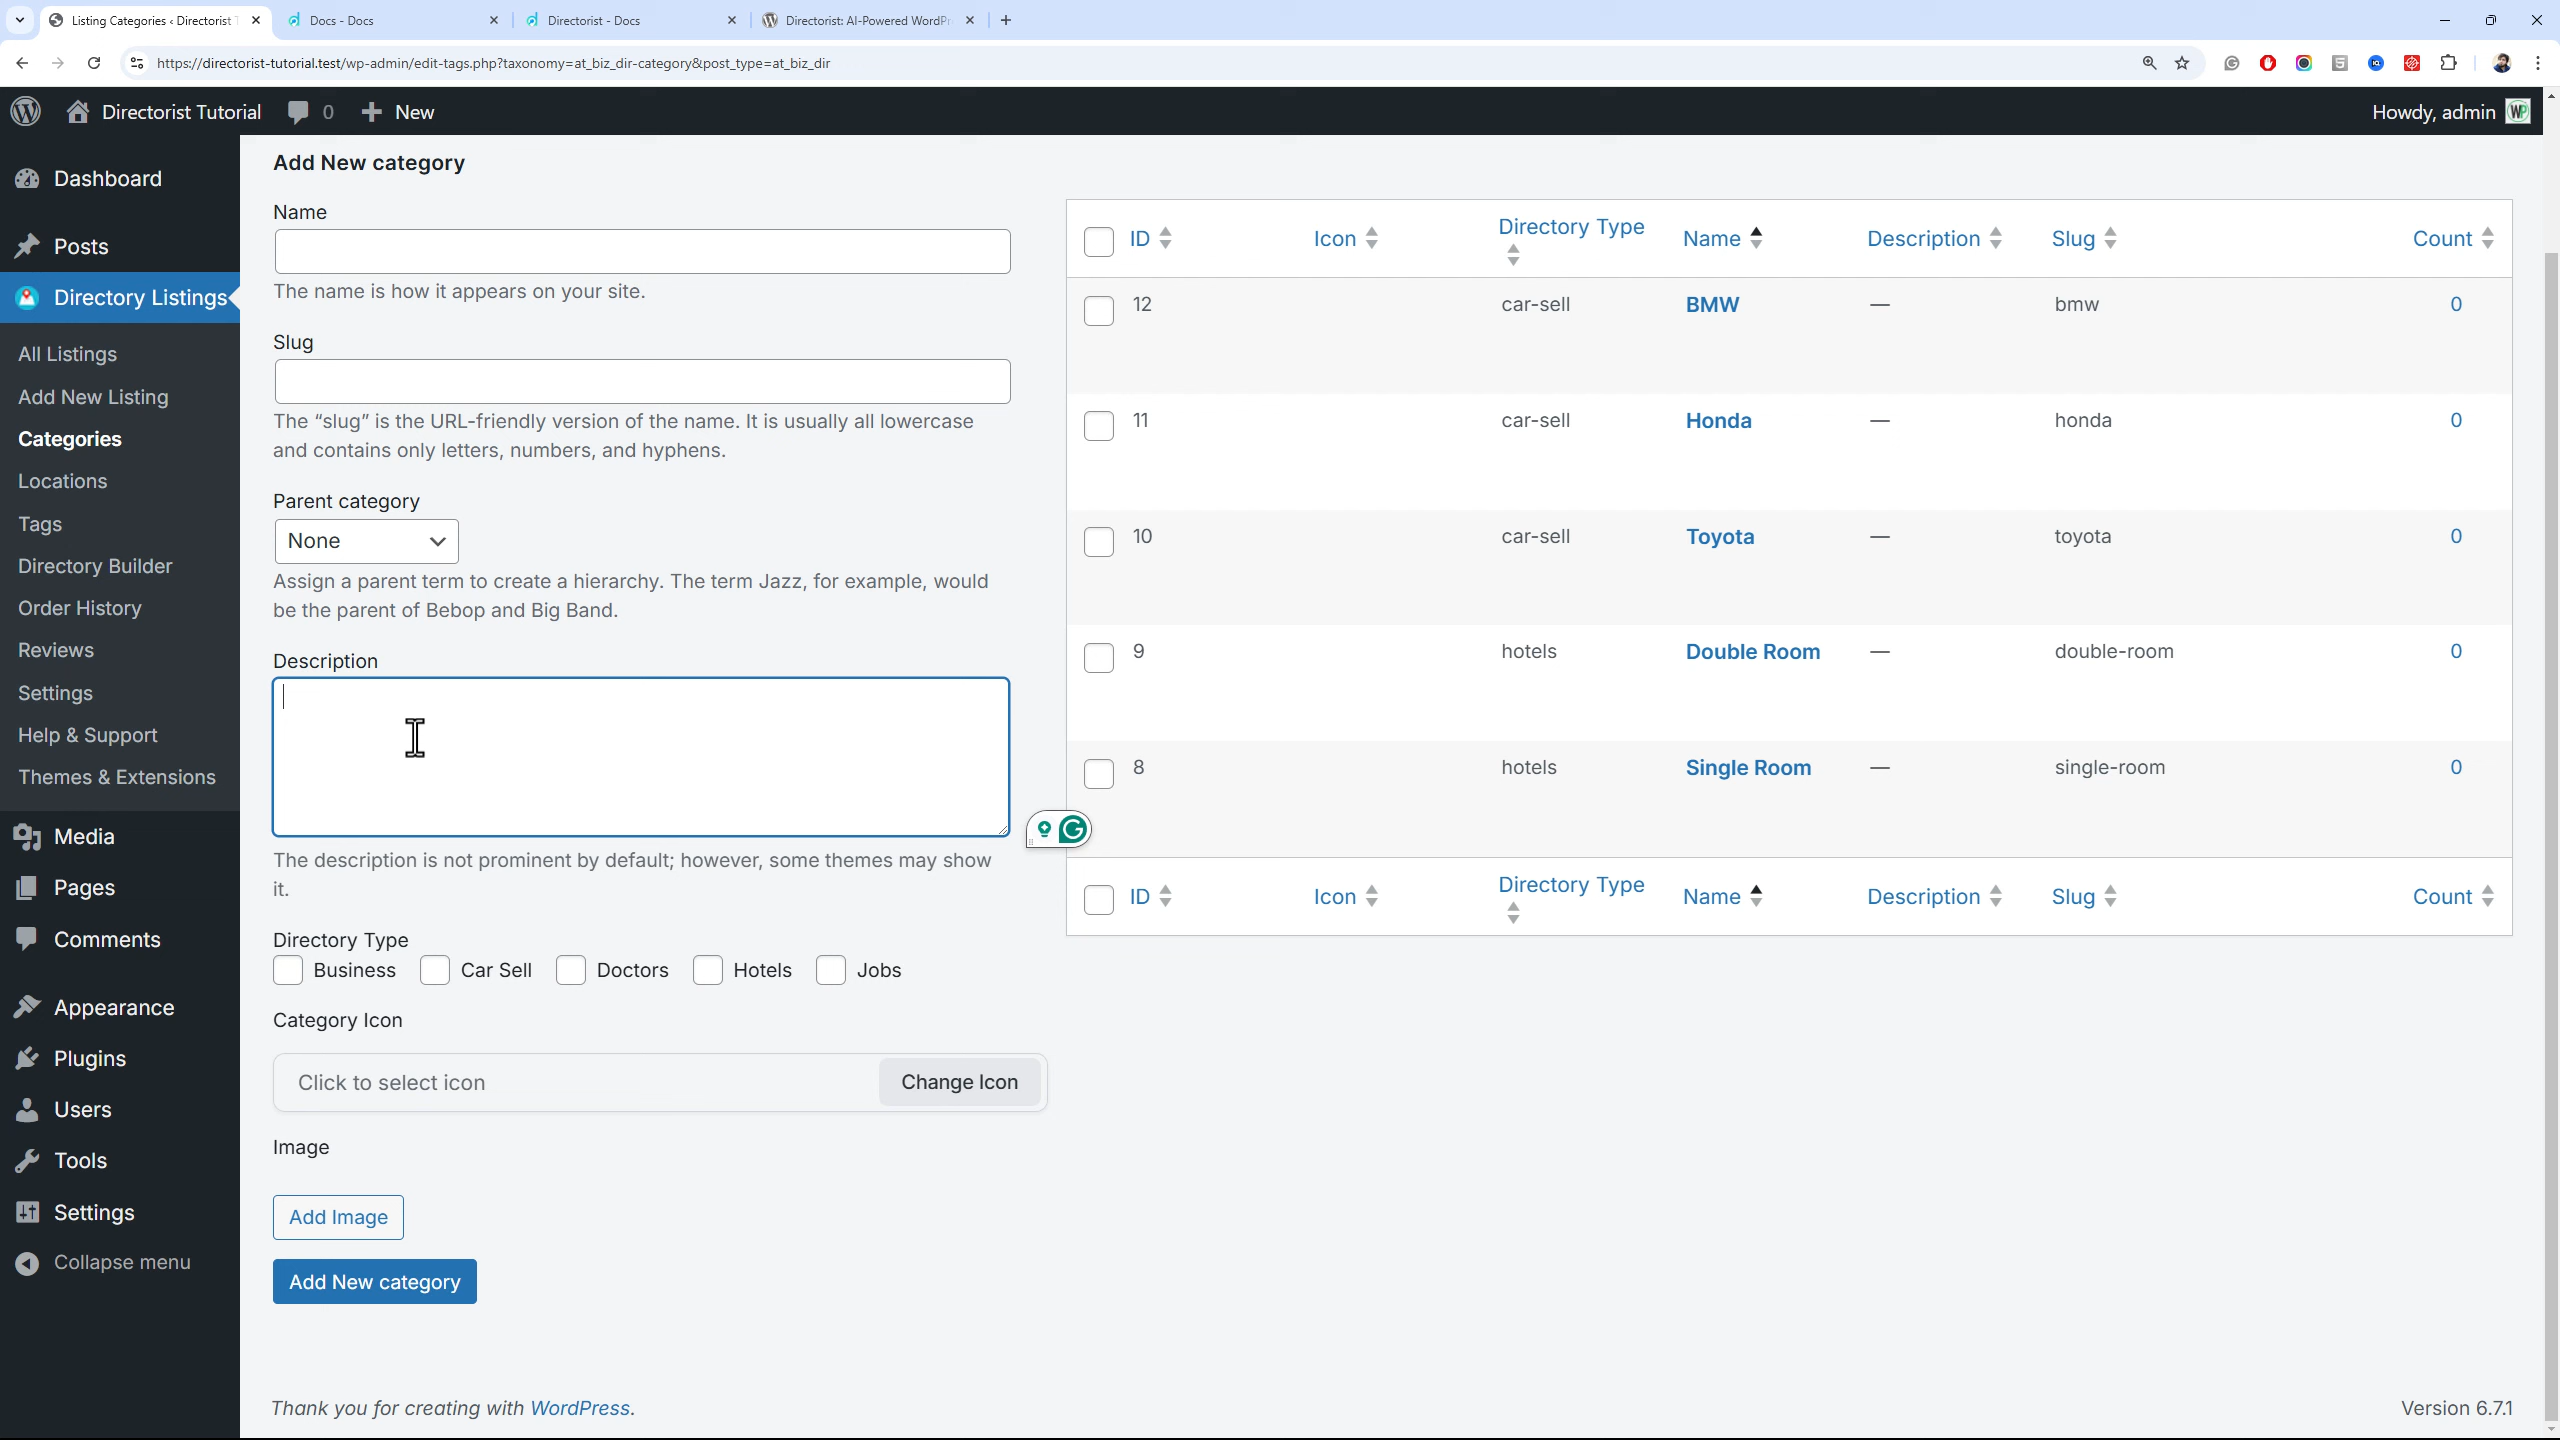 Listing Categories ‹ Directorist
Docs - Docs
Directorist - Docs
Directorist: AI-Powered WordPr
https://directorist-tutorial.test/wp-admin/edit-tags.php?taxonomy=at_biz_dir-category&post_type=at_biz_dir
Directorist Tutorial
0
New
Howdy, admin
Dashboard
Posts
Directory Listings
All Listings
Add New Listing
Categories
Locations
Tags
Directory Builder
Order History
Reviews
Settings
Help & Support
Themes & Extensions
Media
Pages
Comments
Appearance
Plugins
Users
Tools
Settings
Collapse menu
Add New category
Name
The name is how it appears on your site.
Slug
The “slug” is the URL-friendly version of the name. It is usually all lowercase
and contains only letters, numbers, and hyphens.
Parent category
None
Assign a parent term to create a hierarchy. The term Jazz, for example, would
be the parent of Bebop and Big Band.
Description
The description is not prominent by default; however, some themes may show
it.
Directory Type
Business Car Sell Doctors Hotels Jobs
Category Icon
Click to select icon
Change Icon
Image
Add Image
Add New category
ID Icon Directory Type Name Description Slug Count
12 car-sell BMW — bmw 0
11 car-sell Honda — honda 0
10 car-sell Toyota — toyota 0
9 hotels Double Room — double-room 0
8 hotels Single Room — single-room 0
ID Icon Directory Type Name Description Slug Count
Thank you for creating with WordPress.
Version 6.7.1